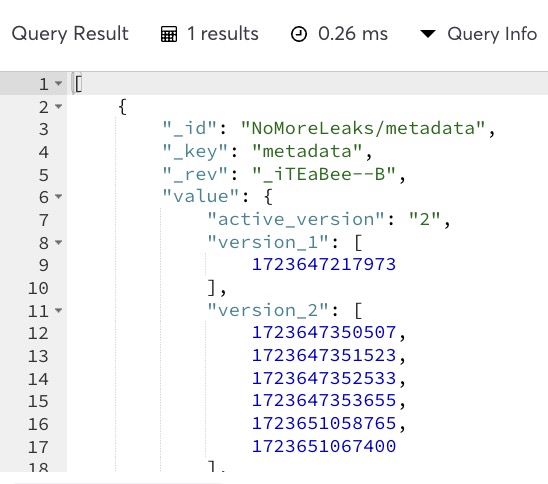 Query Result 1 results 0.26 ms Query Info
1 [
2 {
3 "_id": "NoMoreLeaks/metadata",
4 "_key": "metadata",
5 "_rev": "_iTEaBee--B",
6 "value": {
7 "active_version": "2",
8 "version_1": [
9 1723647217973
10 ],
11 "version_2": [
12 1723647350507,
13 1723647351523,
14 1723647352533,
15 1723647353655,
16 1723651058765,
17 1723651067400
18 ],